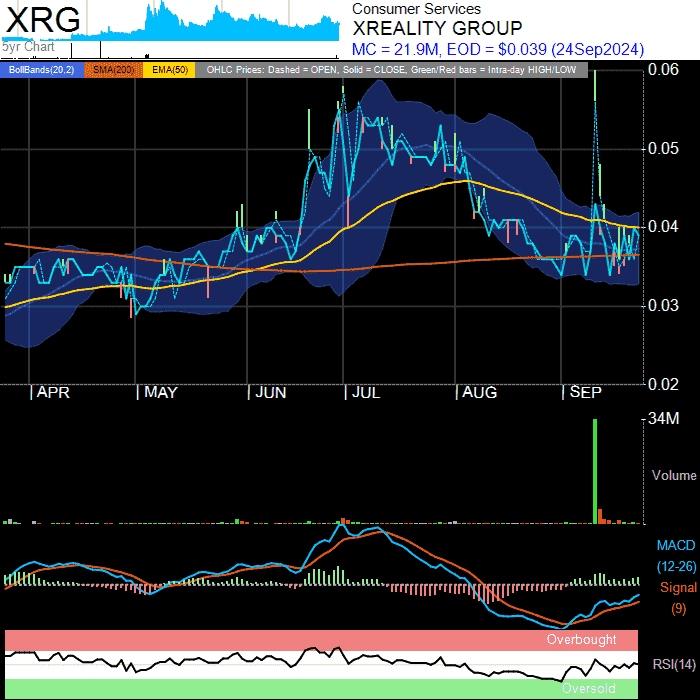 XRG
5yr Chart
Consumer Services
XREALITY GROUP
MC = 21.9M, EOD = $0.039 (24Sep2024)
BollBands(20,2) SMA(200) EMA(50) OHLC Prices: Dashed = OPEN, Solid = CLOSE, Green/Red bars = Intra-day HIGH/LOW
0.06
0.05
0.04
0.03
0.02
APR MAY JUN JUL AUG SEP
34M
Volume
MACD
(12-26)
Signal
(9)
Overbought
RSI(14)
Oversold